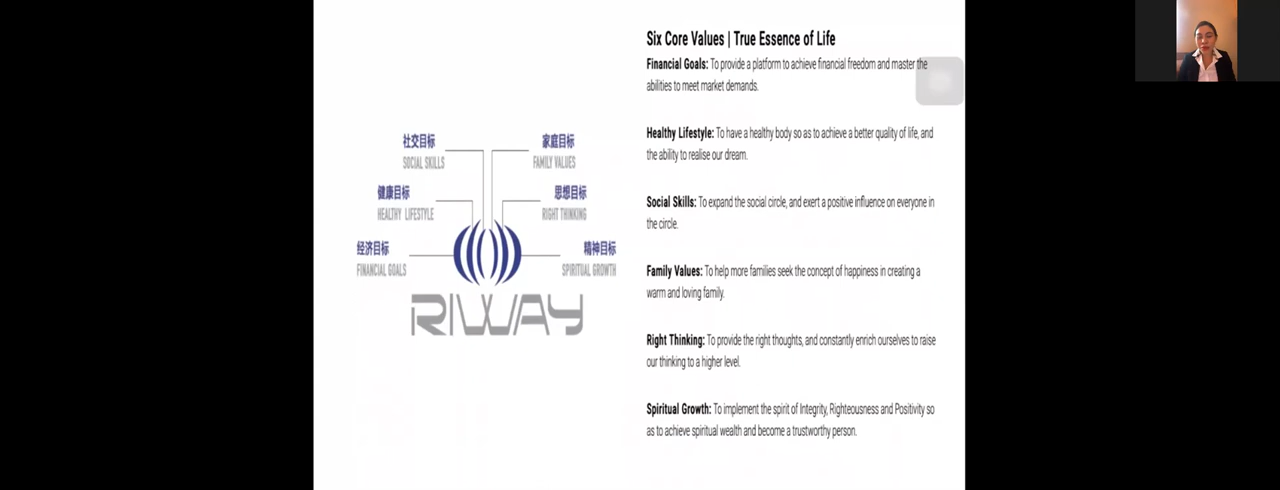 社交目标
SOCIAL SKILLS
家庭目标
FAMILY VALUES
健康目标
HEALTHY LIFESTYLE
思想目标
RIGHT THINKING
经济目标
FINANCIAL GOALS
精神目标
SPIRITUAL GROWTH
RIWAY
Six Core Values | True Essence of Life
Financial Goals: To provide a platform to achieve financial freedom and master the
abilities to meet market demands.
Healthy Lifestyle: To have a healthy body so as to achieve a better quality of life, and
the ability to realise our dream.
Social Skills: To expand the social circle, and exert a positive influence on everyone in
the circle.
Family Values: To help more families seek the concept of happiness in creating a
warm and loving family.
Right Thinking: To provide the right thoughts, and constantly enrich ourselves to raise
our thinking to a higher level.
Spiritual Growth: To implement the spirit of Integrity, Righteousness and Positivity so
as to achieve spiritual wealth and become a trustworthy person.